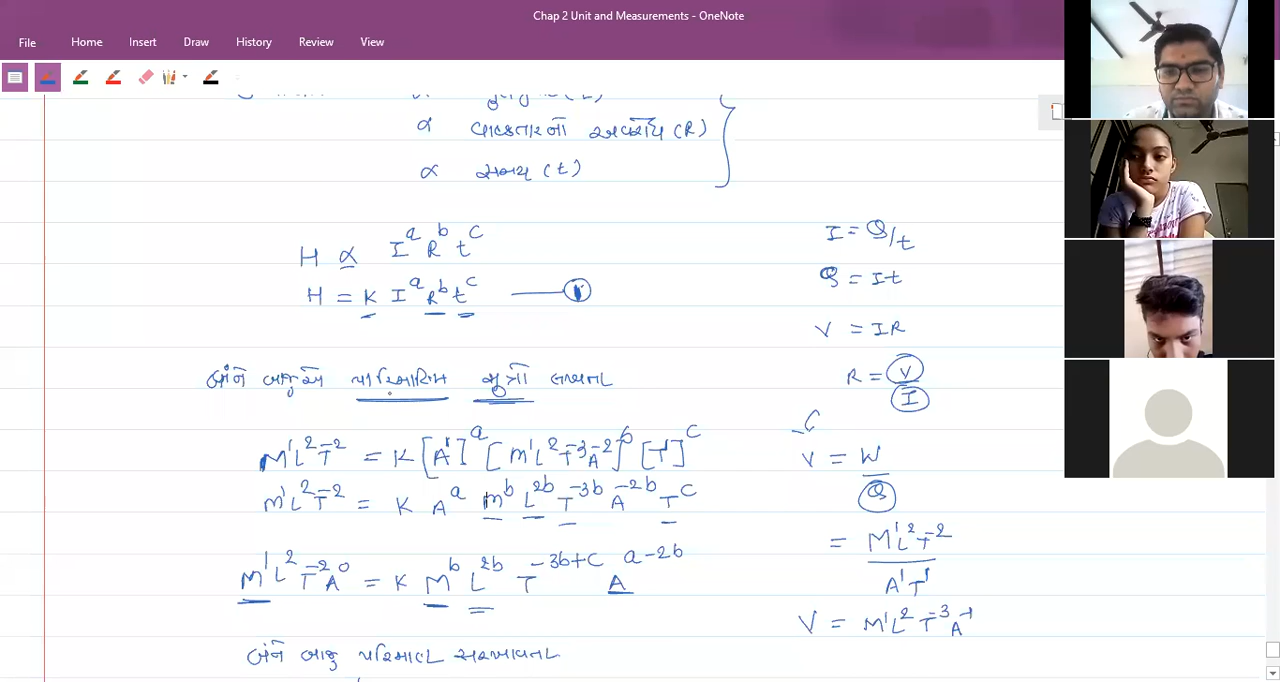 Chap 2 Unit and Measurements - OneNote
File Home Insert Draw History Review View
∝ વાહકતારનો અવરોધ (R)
∝ સમય (t)
H ∝ I^a R^b t^c
H = K I^a R^b t^c —— ①
બંને બાજુએ પારિમાણિક સુત્રો લખતા
M¹L²T⁻² = K [A¹]^a [M¹L²T⁻³A⁻²]^b [T¹]^c
M¹L²T⁻² = K A^a M^b L^2b T^-3b A^-2b T^c
M¹L²T⁻²A⁰ = K M^b L^2b T^-3b+c A^a-2b
બંને બાજુ પરિમાણ સરખાવતા
I = Q/t
Q = It
V = IR
R = V/I
V = W/Q
= M¹L²T⁻²/A¹T¹
V = M¹L²T⁻³A⁻¹